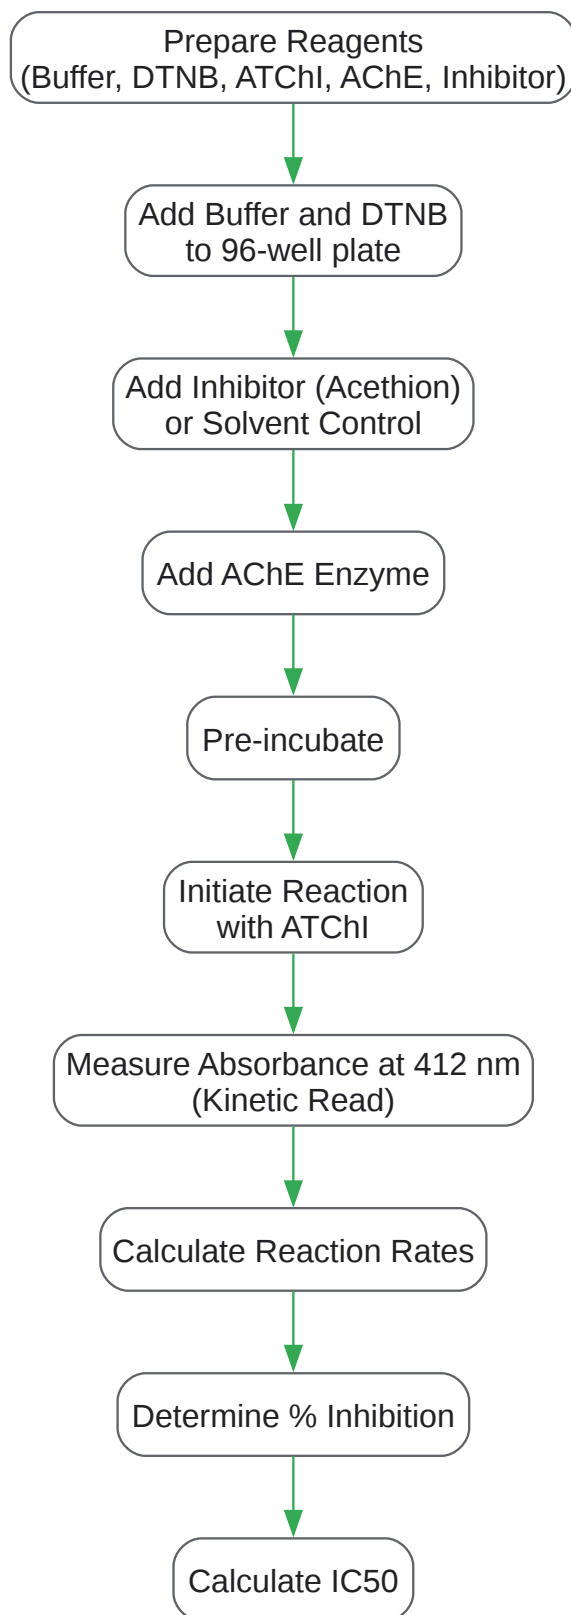 Prepare Reagents
(Buffer, DTNB, ATChI, AChE, Inhibitor)
Add Buffer and DTNB
to 96-well plate
Add Inhibitor (Acethion)
or Solvent Control
Add AChE Enzyme
Pre-incubate
Initiate Reaction
with ATChI
Measure Absorbance at 412 nm
(Kinetic Read)
Calculate Reaction Rates
Determine % Inhibition
Calculate IC50